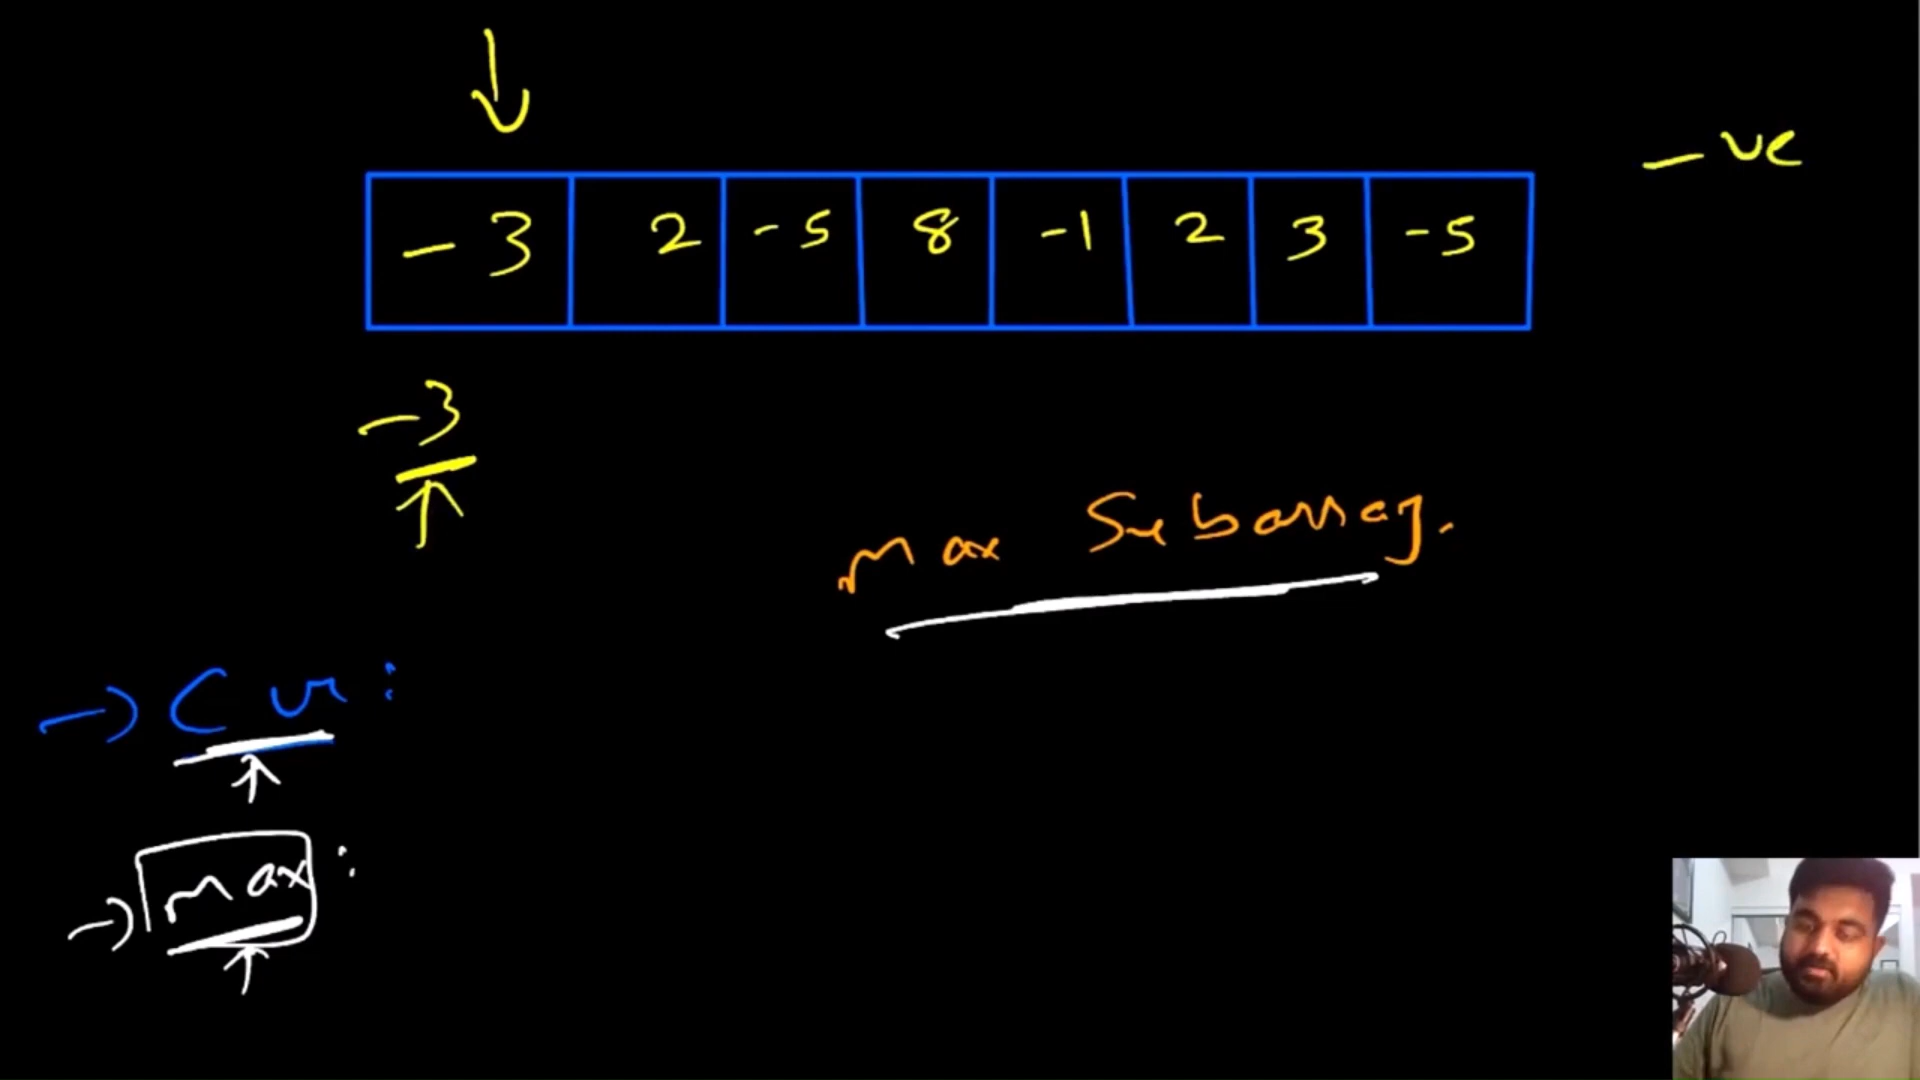 -ve
-3 2 -5 8 -1 2 3 -5
-3
Max Subarray.
→ Cur:
→ max: